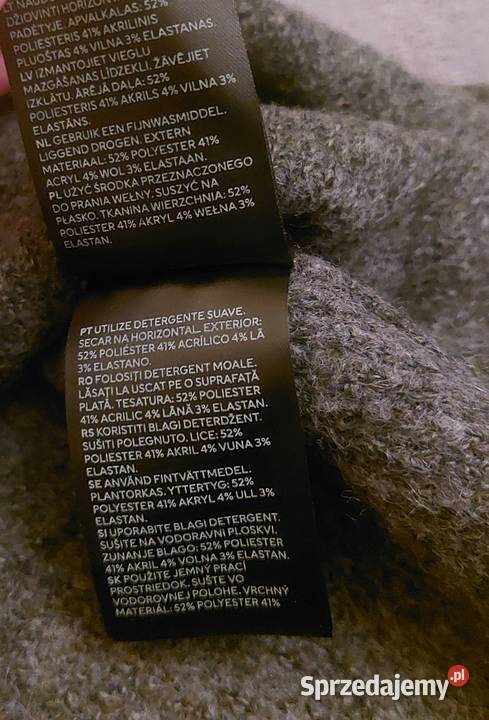 DŽIOVINTI HORIZON
PADĖTYJE. APVALKALAS: 52%
POLIESTERIS 41% AKRILINIS
PLUOŠTAS 4% VILNA 3% ELASTANAS.
LV IZMANTOJIET VIEGLU
MAZGĀŠANAS LĪDZEKLI. ŽĀVĒJIET
IZKLĀTU. ĀRĒJĀ DAĻA: 52%
POLIESTERIS 41% AKRILS 4% VILNA 3%
ELASTĀNS.
NL GEBRUIK EEN FIJNWASMIDDEL.
LIGGEND DROGEN. EXTERN
MATERIAAL: 52% POLYESTER 41%
ACRYL 4% WOL 3% ELASTAAN.
PL UŻYĆ ŚRODKA PRZEZNACZONEGO
DO PRANIA WEŁNY. SUSZYĆ NA
PŁASKO. TKANINA WIERZCHNIA: 52%
POLIESTER 41% AKRYL 4% WEŁNA 3%
ELASTAN.
PT UTILIZE DETERGENTE SUAVE.
SECAR NA HORIZONTAL. EXTERIOR:
52% POLIÉSTER 41% ACRÍLICO 4% LÃ
3% ELASTANO.
RO FOLOSIȚI DETERGENT MOALE.
LĂSAȚI LA USCAT PE O SUPRAFAȚĂ
PLATĂ. ȚESATURA: 52% POLIESTER
41% ACRILIC 4% LÂNĂ 3% ELASTAN.
RS KORISTITI BLAGI DETERDŽENT.
SUŠITI POLEGNUTO. LICE: 52%
POLIESTER 41% AKRIL 4% VUNA 3%
ELASTAN.
SE ANVÄND FINTVÄTTMEDEL.
PLANTORKAS. YTTERTYG: 52%
POLYESTER 41% AKRYL 4% ULL 3%
ELASTAN.
SI UPORABITE BLAGI DETERGENT.
SUŠITE NA VODORAVNI PLOSKVI.
ZUNANJE BLAGO: 52% POLIESTER
41% AKRIL 4% VOLNA 3% ELASTAN.
SK POUŽITE JEMNÝ PRACÍ
PROSTRIEDOK. SUŠTE VO
VODOROVNEJ POLOHE. VRCHNÝ
MATERIÁL: 52% POLYESTER 41%
Sprzedajemy.pl